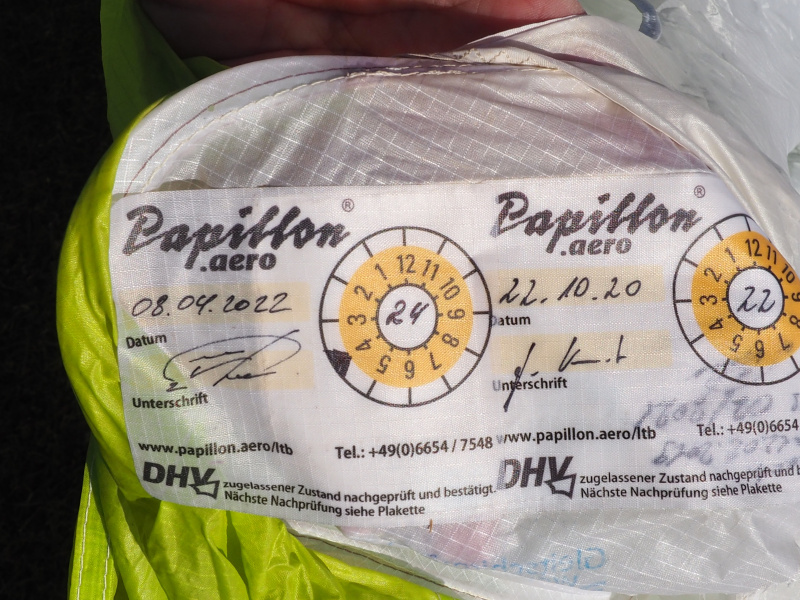 Papillon®
.aero
08.04.2022
Datum
Unterschrift
12 11 10 9 8 7 6 5 4 3 2 1
24
www.papillon.aero/ltb
Tel.: +49(0)6654 / 7548
DHV zugelassener Zustand nachgeprüft und bestätigt.
Nächste Nachprüfung siehe Plakette
Papillon®
.aero
22.10.20
Datum
Unterschrift
12 11 10 9 8 7 6 5 4 3 2 1
22
www.papillon.aero/ltb
Tel.: +49(0)6654
DHV zugelassener Zustand nachgeprüft und b
Nächste Nachprüfung siehe Plakette